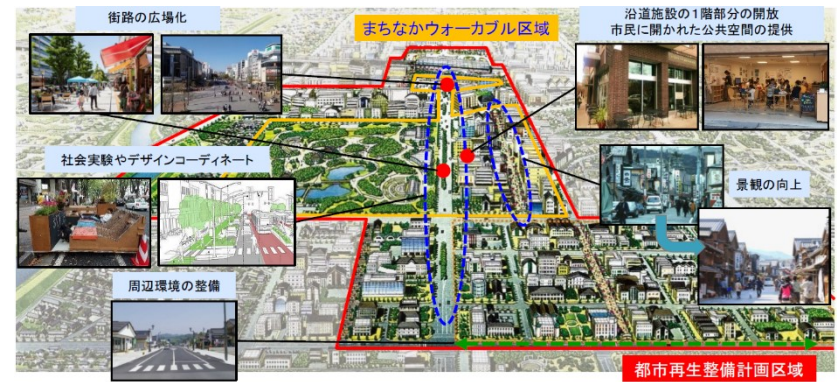 街路の広場化
まちなかウォーカブル区域
沿道施設の１階部分の開放
市民に開かれた公共空間の提供
社会実験やデザインコーディネート
景観の向上
周辺環境の整備
都市再生整備計画区域